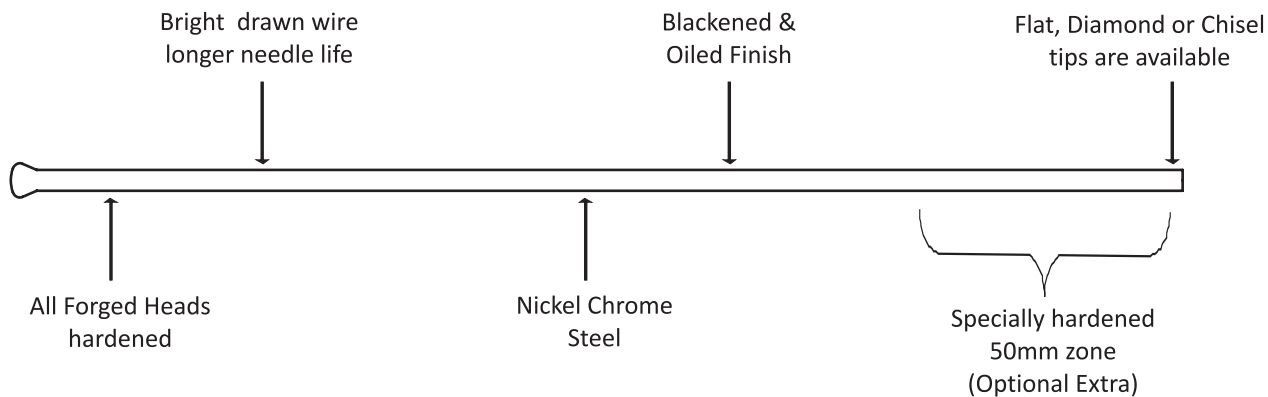 Bright drawn wire
longer needle life
Blackened &
Oiled Finish
Flat, Diamond or Chisel
tips are available
All Forged Heads
hardened
Nickel Chrome
Steel
Specially hardened
50mm zone
(Optional Extra)